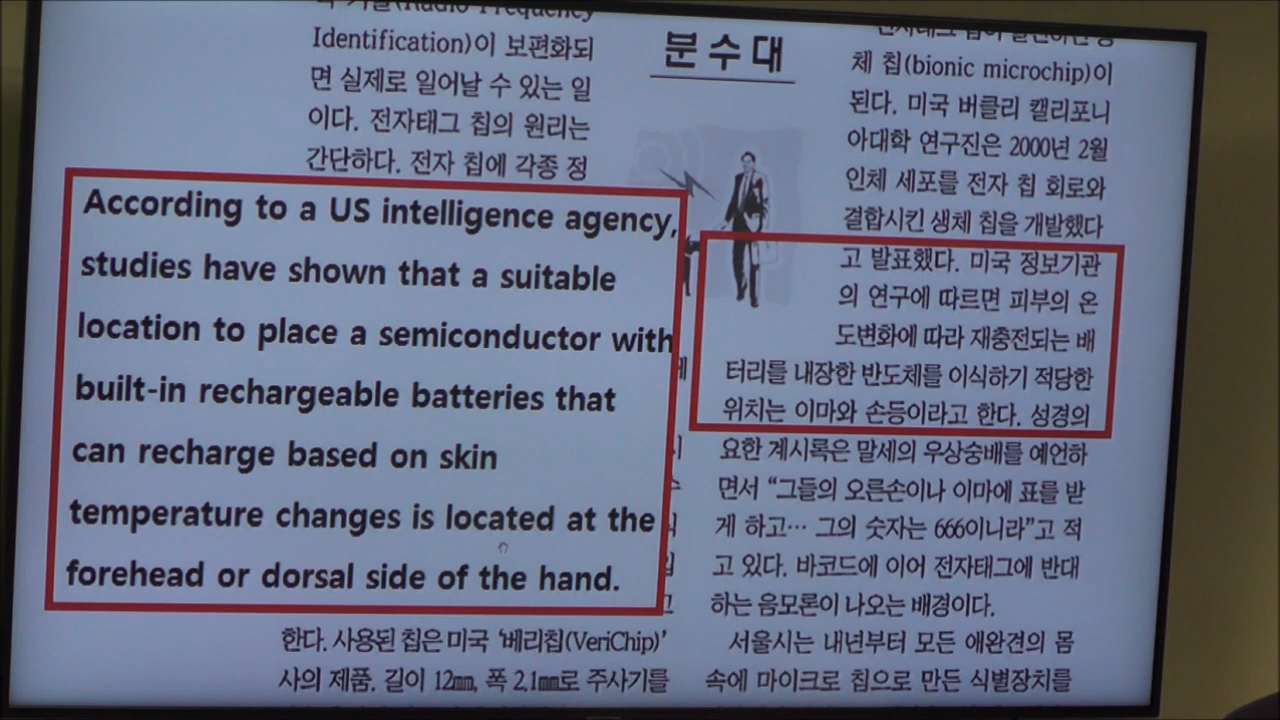 Identification)이 보편화되
면 실제로 일어날 수 있는 일
이다. 전자태그 칩의 원리는
간단하다. 전자 칩에 각종 정
According to a US intelligence agency,
studies have shown that a suitable
location to place a semiconductor with
built-in rechargeable batteries that
can recharge based on skin
temperature changes is located at the
forehead or dorsal side of the hand.
한다. 사용된 칩은 미국 ‘베리칩(VeriChip)’
사의 제품. 길이 12㎜, 폭 2.1㎜로 주사기를
분수대
체 칩(bionic microchip)이
된다. 미국 버클리 캘리포니
아대학 연구진은 2000년 2월
인체 세포를 전자 칩 회로와
결합시킨 생체 칩을 개발했다
고 발표했다. 미국 정보기관
의 연구에 따르면 피부의 온
도변화에 따라 재충전되는 배
터리를 내장한 반도체를 이식하기 적당한
위치는 이마와 손등이라고 한다. 성경의
요한 계시록은 말세의 우상숭배를 예언하
면서 “그들의 오른손이나 이마에 표를 받
게 하고… 그의 숫자는 666이니라”고 적
고 있다. 바코드에 이어 전자태그에 반대
하는 음모론이 나오는 배경이다.
서울시는 내년부터 모든 애완견의 몸
속에 마이크로 칩으로 만든 식별장치를